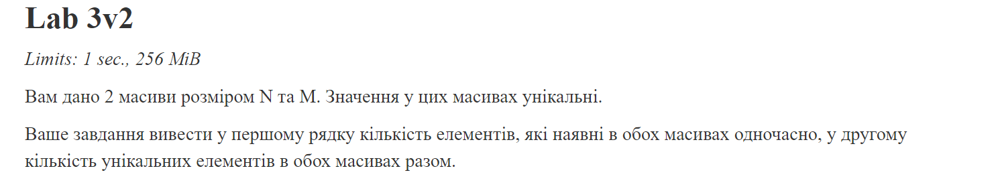 Lab 3v2
Limits: 1 sec., 256 MiB
Вам дано 2 масиви розміром N та M. Значення у цих масивах унікальні.
Ваше завдання вивести у першому рядку кількість елементів, які наявні в обох масивах одночасно, у другому
кількість унікальних елементів в обох масивах разом.